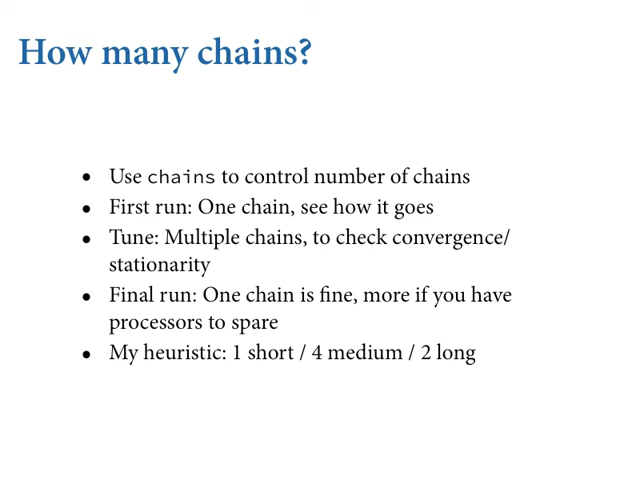 How many chains?
• Use chains to control number of chains
• First run: One chain, see how it goes
• Tune: Multiple chains, to check convergence/
stationarity
• Final run: One chain is fine, more if you have
processors to spare
• My heuristic: 1 short / 4 medium / 2 long